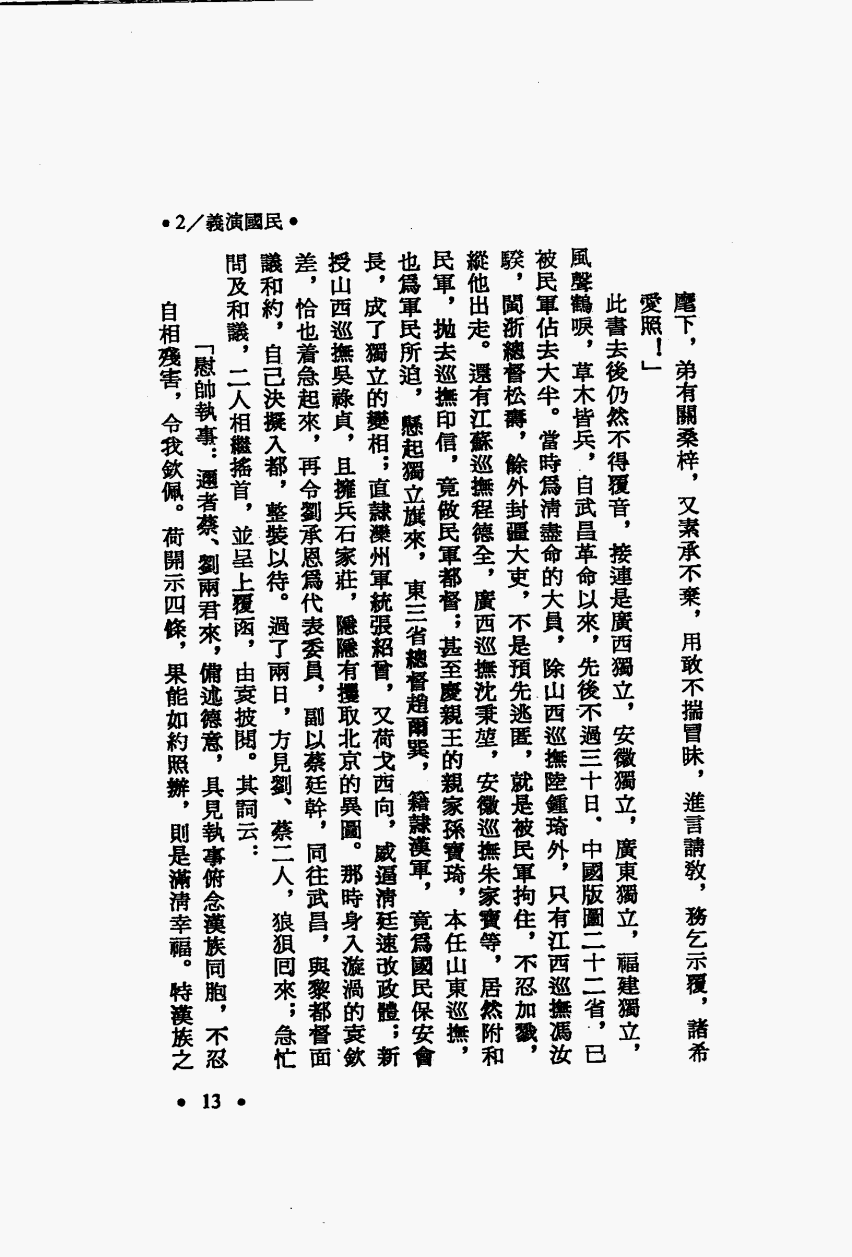 •2／義演國民•
麾下，弟有關桑梓，又素承不棄，用敢不揣冒昧，進言請敎，務乞示覆，諸希
愛照！」
此書去後仍然不得覆音，接連是廣西獨立，安徽獨立，廣東獨立，福建獨立，
風聲鶴唳，草木皆兵，自武昌革命以來，先後不過三十日．中國版圖二十二省，已
被民軍佔去大半。當時爲淸盡命的大員，除山西巡撫陸鍾琦外，只有江西巡撫馮汝
騤，閩浙總督松壽，餘外封疆大吏，不是預先逃匿，就是被民軍拘住，不忍加戮，
縱他出走。還有江蘇巡撫程德全，廣西巡撫沈秉堃，安徽巡撫朱家寶等，居然附和
民軍，拋去巡撫印信，竟做民軍都督；甚至慶親王的親家孫寶琦，本任山東巡撫，
也爲軍民所迫，懸起獨立旗來，東三省總督趙爾巽，籍隷漢軍，竟爲國民保安會
長，成了獨立的變相；直隷灤州軍統張紹曾，又荷戈西向，威逼淸廷速改政體；新
授山西巡撫吳祿貞，且擁兵石家莊，隱隱有攫取北京的異圖。那時身入漩渦的袁欽
差，恰也着急起來，再令劉承恩爲代表委員，副以蔡廷幹，同往武昌，與黎都督面
議和約，自己決擬入都，整裝以待。過了兩日，方見劉、蔡二人，狼狽囘來；急忙
問及和議，二人相繼搖首，並呈上覆函，由袁披閱。其詞云：
「慰帥執事：邇者蔡、劉兩君來，備述德意，具見執事俯念漢族同胞，不忍
自相殘害，令我欽佩。荷開示四條，果能如約照辦，則是滿淸幸福。特漢族之
• 13 •